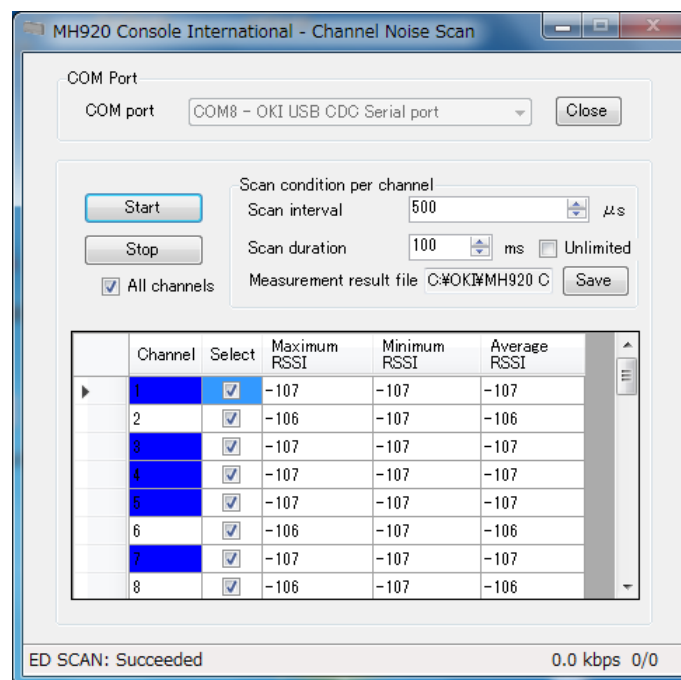 MH920 Console International - Channel Noise Scan
COM Port
COM port COM8 - OKI USB CDC Serial port Close
Scan condition per channel
Start Scan interval 500 μs
Stop Scan duration 100 ms Unlimited
All channels Measurement result file C:¥OKI¥MH920 C Save
Channel Select Maximum RSSI Minimum RSSI Average RSSI
1 -107 -107 -107
2 -106 -107 -106
3 -107 -107 -107
4 -107 -107 -107
5 -107 -107 -107
6 -106 -107 -106
7 -107 -107 -107
8 -106 -107 -106
ED SCAN: Succeeded 0.0 kbps 0/0